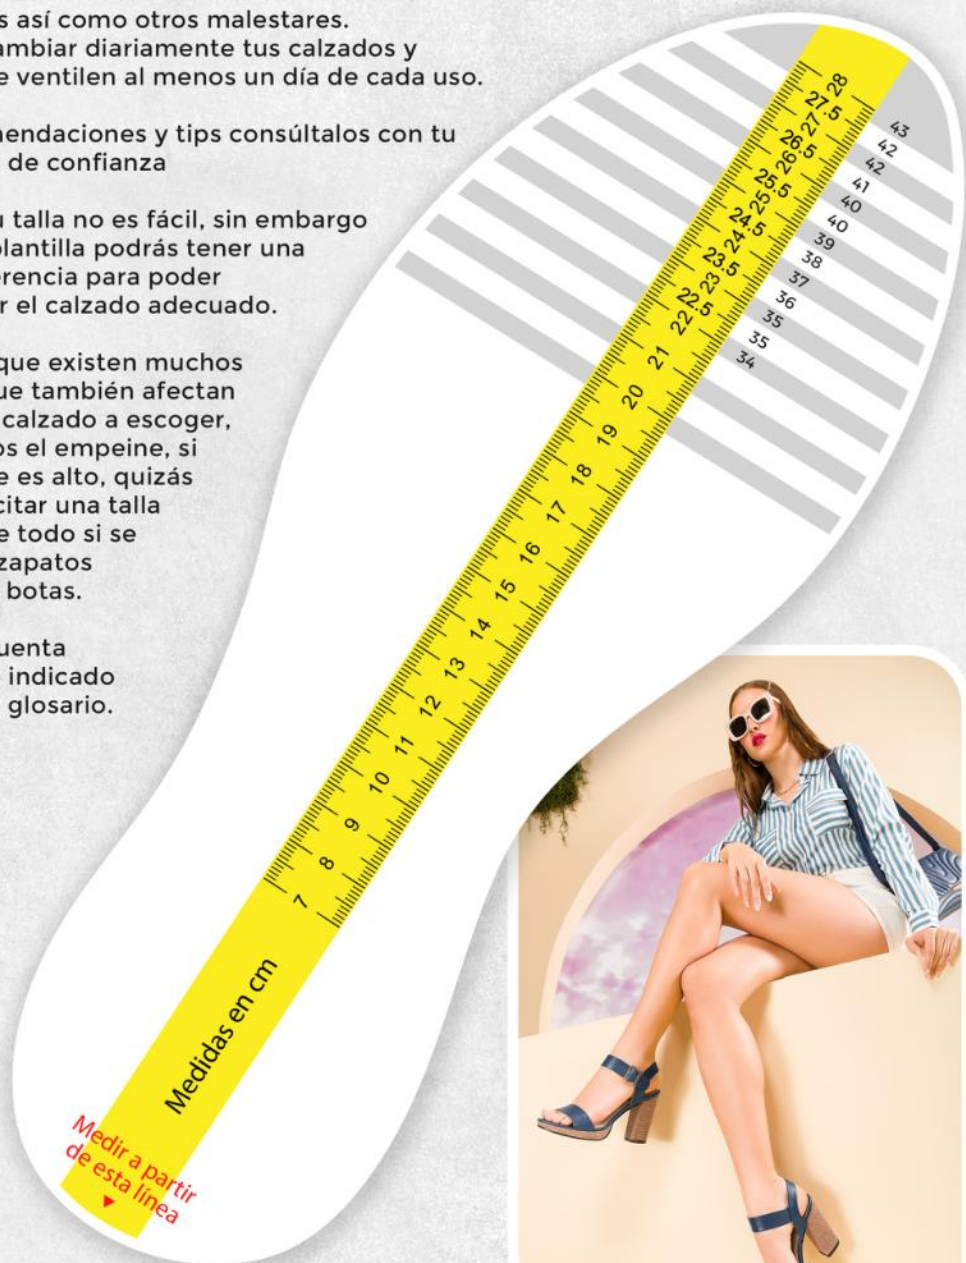 s así como otros malestares.
ambiar diariamente tus calzados y
e ventilen al menos un día de cada uso.
endaciones y tips consúltalos con tu
de confianza
u talla no es fácil, sin embargo
plantilla podrás tener una
erencia para poder
r el calzado adecuado.
que existen muchos
ue también afectan
calzado a escoger,
os el empeine, si
e es alto, quizás
citar una talla
e todo si se
zapatos
botas.
uenta
indicado
glosario.
28
27.5
27
26.5
26
25.5
25
24.5
24
23.5
23
22.5
22
21
20
19
18
17
16
15
14
13
12
11
10
9
8
7
43
42
42
41
40
40
39
38
37
36
35
35
34
Medidas en cm
Medir a partir
de esta línea